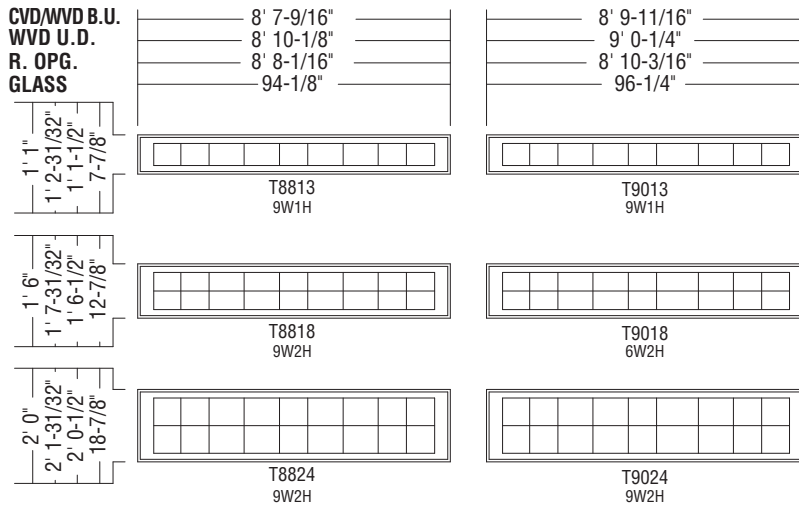 CVD/WVD B.U. 8' 7-9/16" 8' 9-11/16"
WVD U.D. 8' 10-1/8" 9' 0-1/4"
R. OPG. 8' 8-1/16" 8' 10-3/16"
GLASS 94-1/8" 96-1/4"
1' 1"
1' 2-31/32"
1' 1-1/2"
7-7/8"
T8813 T9013
9W1H 9W1H
1' 6"
1' 7-31/32"
1' 6-1/2"
12-7/8"
T8818 T9018
9W2H 6W2H
2' 0"
2' 1-31/32"
2' 0-1/2"
18-7/8"
T8824 T9024
9W2H 9W2H